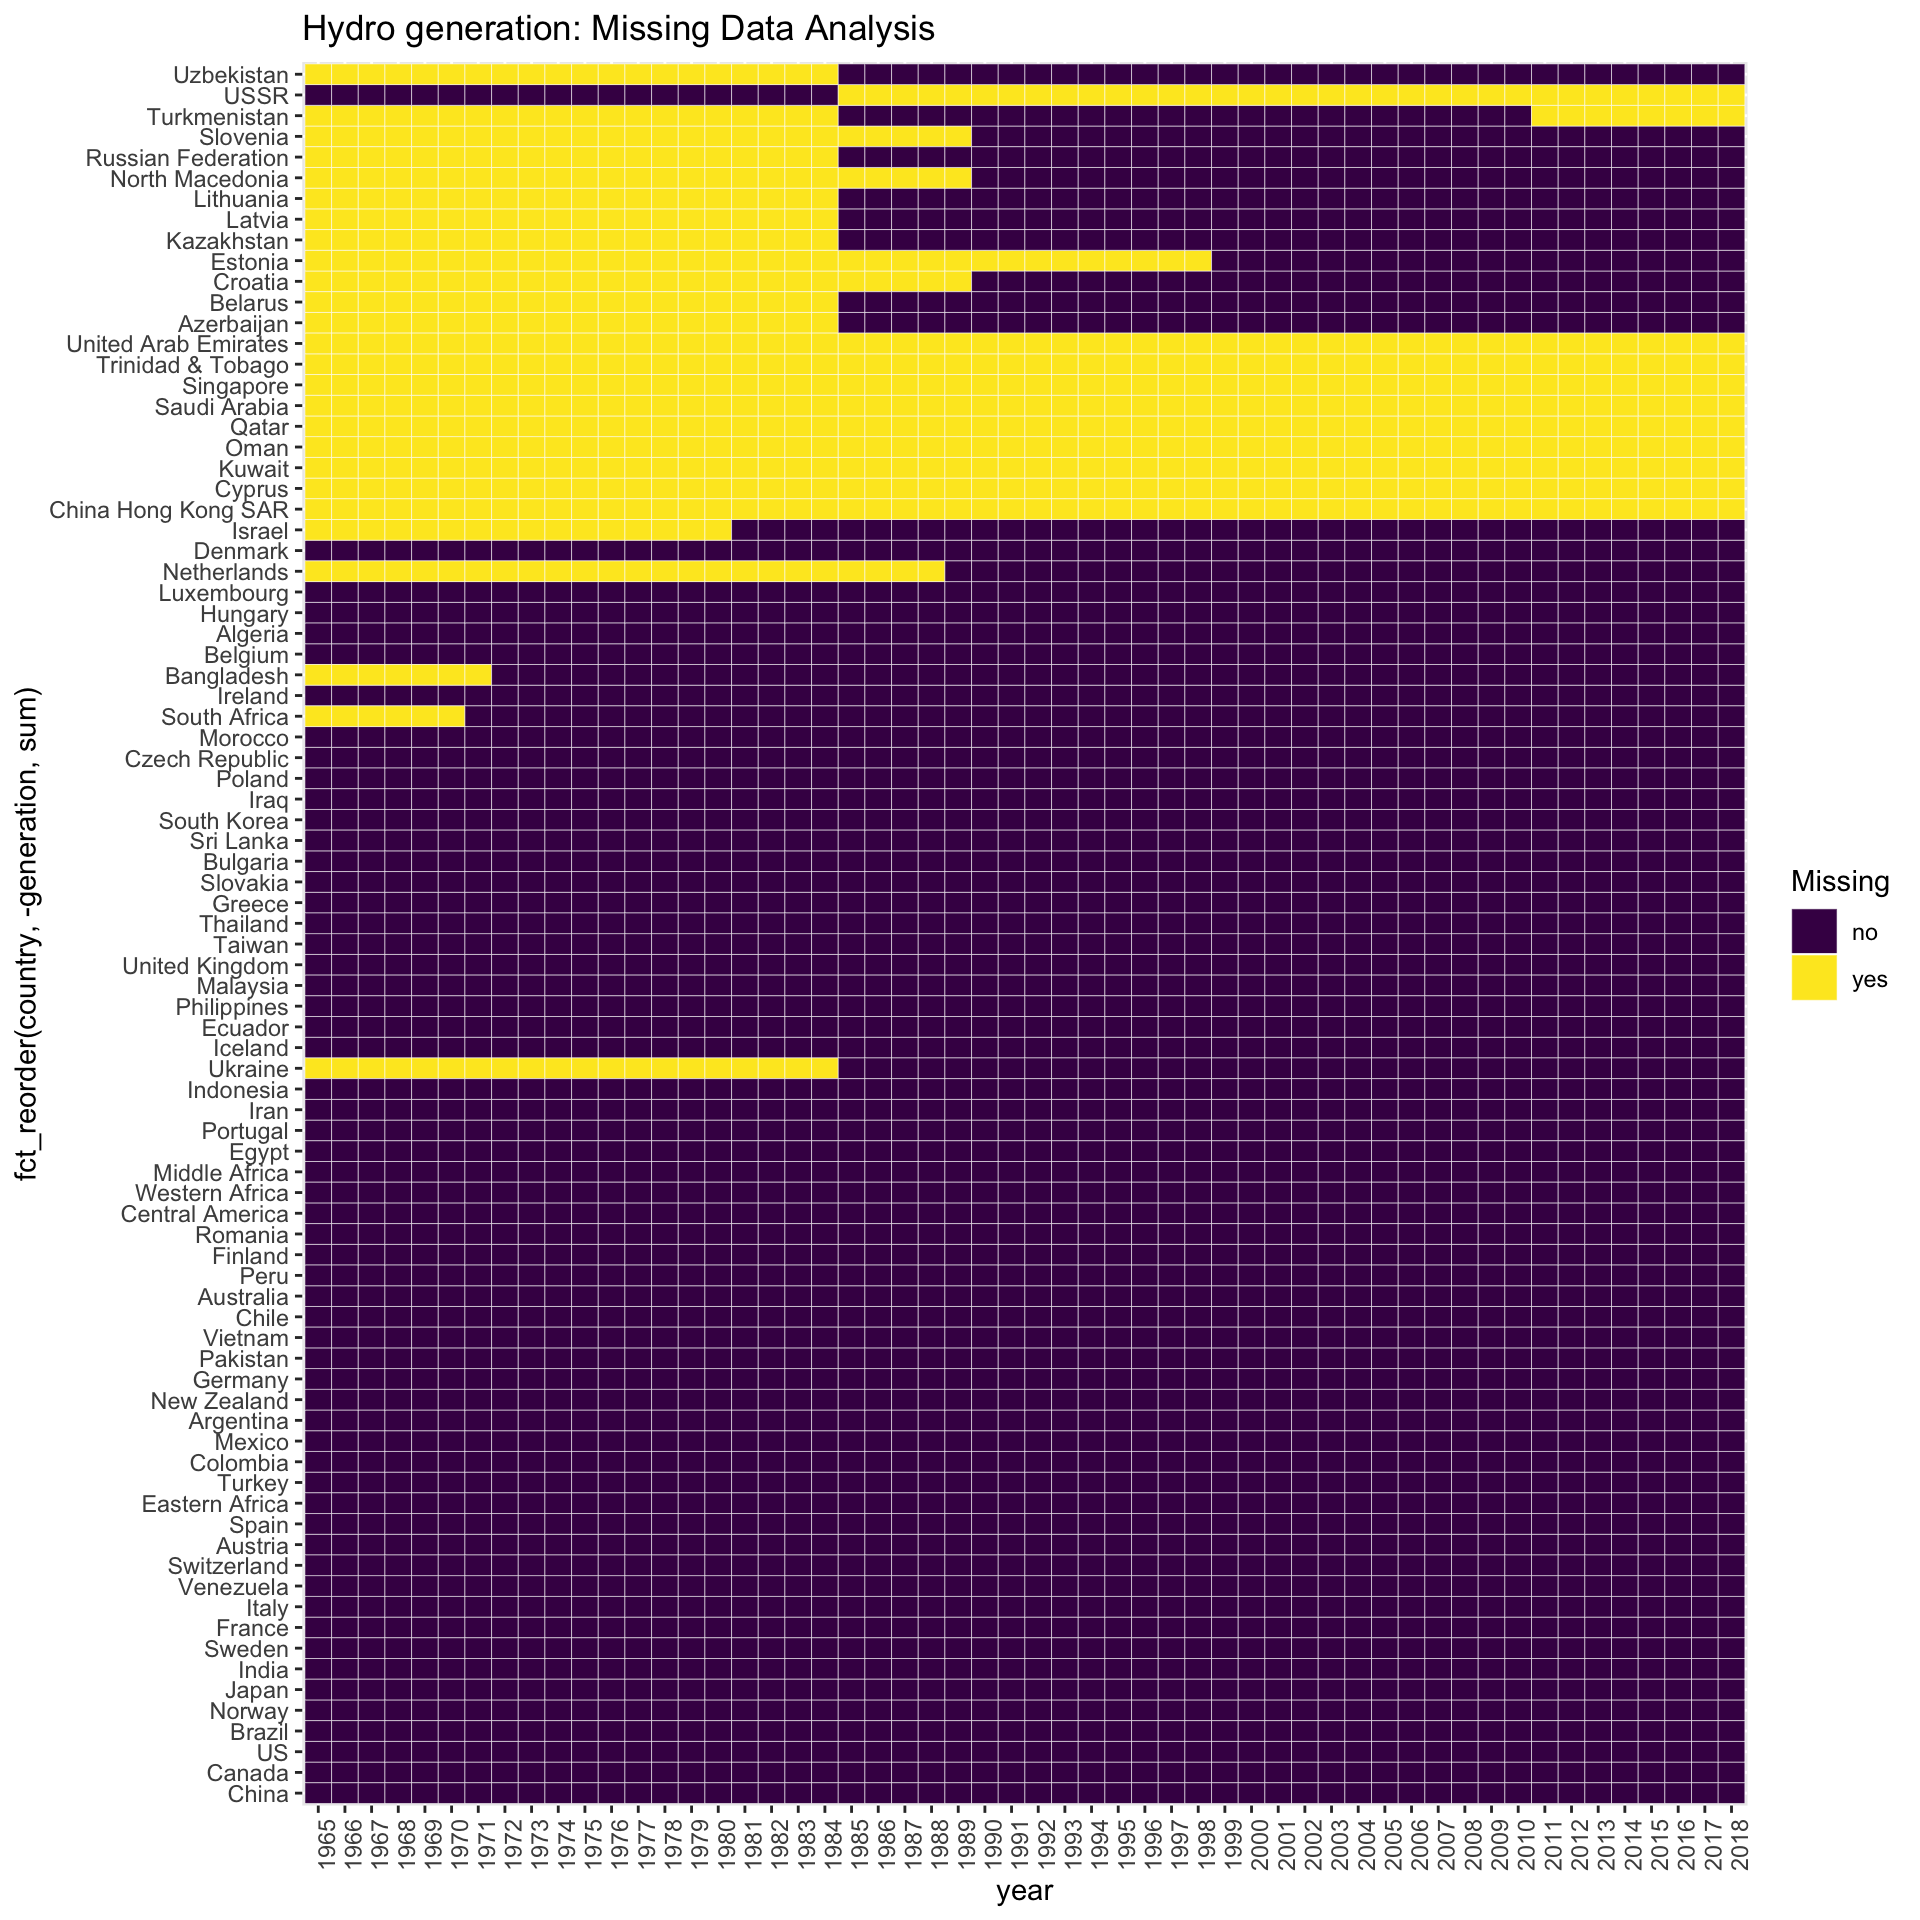 Hydro generation: Missing Data Analysis
Uzbekistan
USSR
Turkmenistan
Slovenia
Russian Federation
North Macedonia
Lithuania
Latvia
Kazakhstan
Estonia
Croatia
Belarus
Azerbaijan
United Arab Emirates
Trinidad & Tobago
Singapore
Saudi Arabia
Qatar
Oman
Kuwait
Cyprus
China Hong Kong SAR
Israel
Denmark
Netherlands
Luxembourg
Hungary
Algeria
Belgium
Bangladesh
Ireland
South Africa
Morocco
Czech Republic
Poland
Iraq
South Korea
Sri Lanka
Bulgaria
Slovakia
Greece
Thailand
Taiwan
United Kingdom
Malaysia
Philippines
Ecuador
Iceland
Ukraine
Indonesia
Iran
Portugal
Egypt
Middle Africa
Western Africa
Central America
Romania
Finland
Peru
Australia
Chile
Vietnam
Pakistan
Germany
New Zealand
Argentina
Mexico
Colombia
Turkey
Eastern Africa
Spain
Austria
Switzerland
Venezuela
Italy
France
Sweden
India
Japan
Norway
Brazil
US
Canada
China
fct_reorder(country, -generation, sum)
1965
1966
1967
1968
1969
1970
1971
1972
1973
1974
1975
1976
1977
1978
1979
1980
1981
1982
1983
1984
1985
1986
1987
1988
1989
1990
1991
1992
1993
1994
1995
1996
1997
1998
1999
2000
2001
2002
2003
2004
2005
2006
2007
2008
2009
2010
2011
2012
2013
2014
2015
2016
2017
2018
year
Missing
no
yes